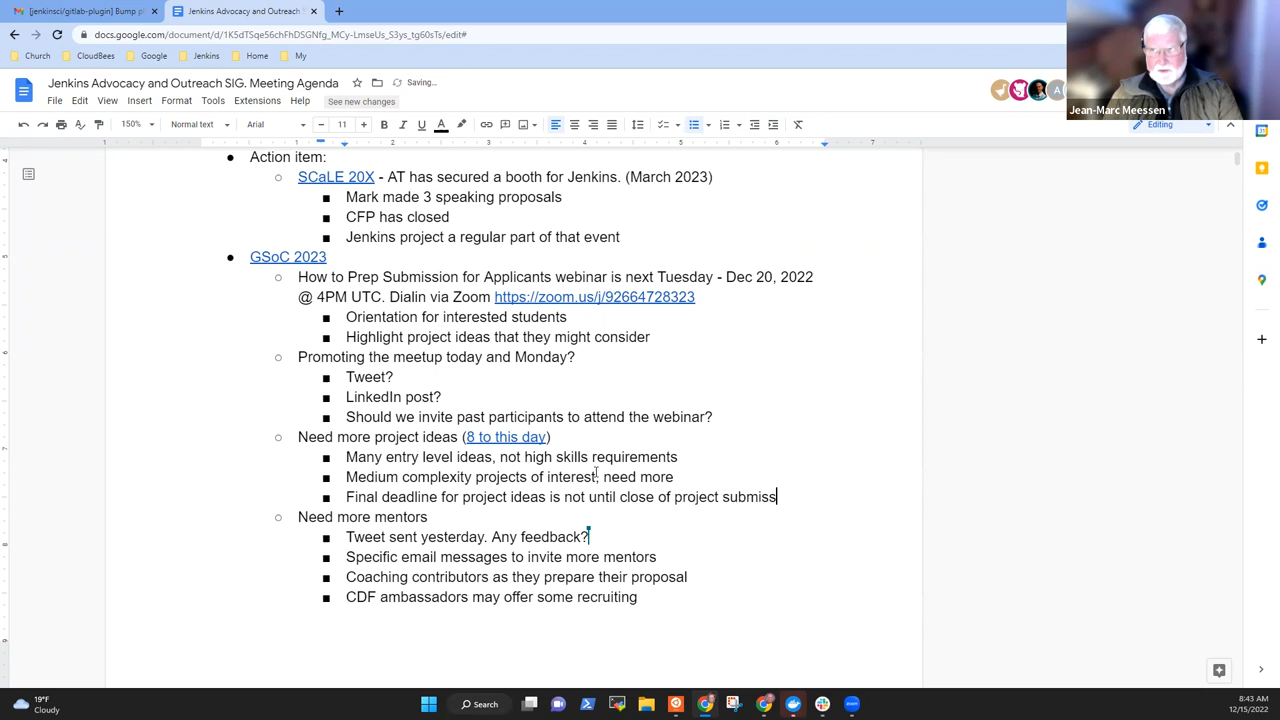 [jenkinsci/gitlab-plugin] Bump p
Jenkins Advocacy and Outreach S
docs.google.com/document/d/1K5dTSqe56chFhDSGNfg_MCy-LmseUs_S3ys_tg60sTs/edit#
Church
CloudBees
Google
Jenkins
Home
My
Jenkins Advocacy and Outreach SIG. Meeting Agenda
Saving...
File Edit View Insert Format Tools Extensions Help
See new changes
A
Jean-Marc Meessen
150%
Normal text
Arial
11
B I U A
Editing
1 1 2 3 4 5 6 7
Action item:
SCaLE 20X - AT has secured a booth for Jenkins. (March 2023)
Mark made 3 speaking proposals
CFP has closed
Jenkins project a regular part of that event
GSoC 2023
How to Prep Submission for Applicants webinar is next Tuesday - Dec 20, 2022
@ 4PM UTC. Dialin via Zoom https://zoom.us/j/92664728323
Orientation for interested students
Highlight project ideas that they might consider
Promoting the meetup today and Monday?
Tweet?
LinkedIn post?
Should we invite past participants to attend the webinar?
Need more project ideas (8 to this day)
Many entry level ideas, not high skills requirements
Medium complexity projects of interest, need more
Final deadline for project ideas is not until close of project submiss
Need more mentors
Tweet sent yesterday. Any feedback?
Specific email messages to invite more mentors
Coaching contributors as they prepare their proposal
CDF ambassadors may offer some recruiting
19°F
Cloudy
Search
8:43 AM
12/15/2022